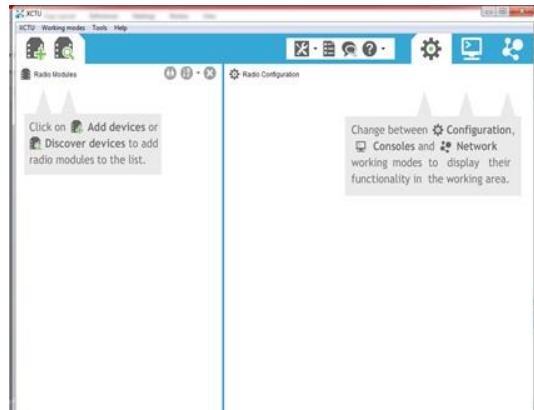 XCTU
XCTU Working modes Tools Help
Radio Modules
Radio Configuration
Click on Add devices or
Discover devices to add
radio modules to the list.
Change between Configuration,
Consoles and Network
working modes to display their
functionality in the working area.